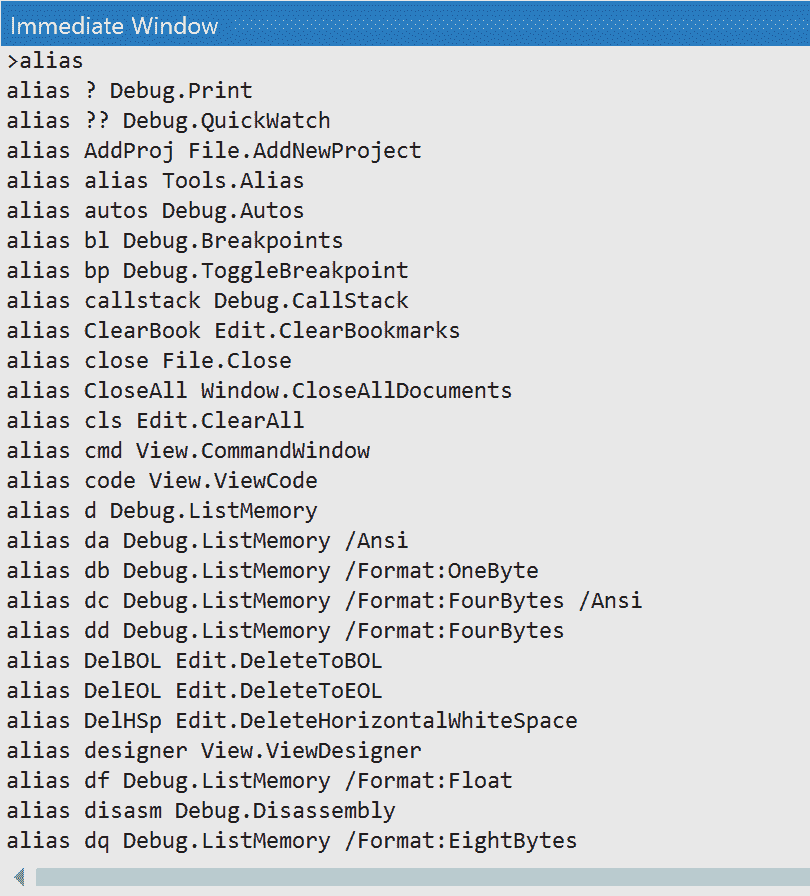 Immediate Window
>alias
alias ? Debug.Print
alias ?? Debug.QuickWatch
alias AddProj File.AddNewProject
alias alias Tools.Alias
alias autos Debug.Autos
alias bl Debug.Breakpoints
alias bp Debug.ToggleBreakpoint
alias callstack Debug.CallStack
alias ClearBook Edit.ClearBookmarks
alias close File.Close
alias CloseAll Window.CloseAllDocuments
alias cls Edit.ClearAll
alias cmd View.CommandWindow
alias code View.ViewCode
alias d Debug.ListMemory
alias da Debug.ListMemory /Ansi
alias db Debug.ListMemory /Format:OneByte
alias dc Debug.ListMemory /Format:FourBytes /Ansi
alias dd Debug.ListMemory /Format:FourBytes
alias DelBOL Edit.DeleteToBOL
alias DelEOL Edit.DeleteToEOL
alias DelHSp Edit.DeleteHorizontalWhiteSpace
alias designer View.ViewDesigner
alias df Debug.ListMemory /Format:Float
alias disasm Debug.Disassembly
alias dq Debug.ListMemory /Format:EightBytes